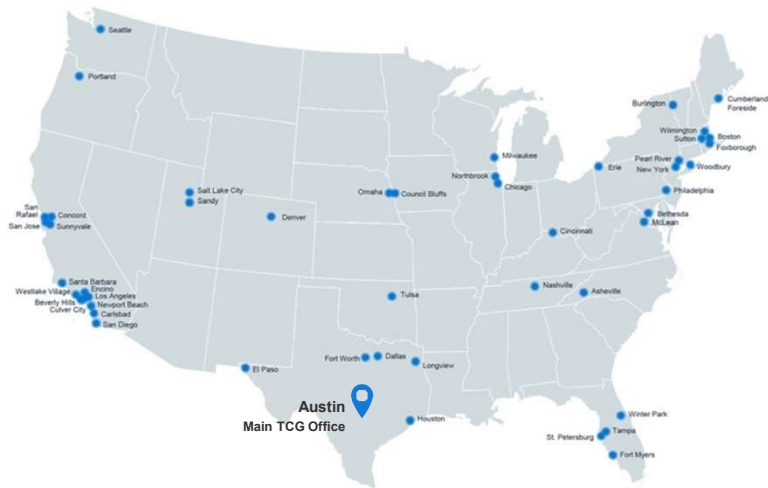 Seattle
Portland
Burlington
Cumberland
Foreside
Wilmington
Sutton
Boston
Foxborough
Milwaukee
Pearl River
New York
Woodbury
Erie
Northbrook
Chicago
Salt Lake City
Sandy
Omaha
Council Bluffs
Philadelphia
San
Rafael
Concord
San Jose
Sunnyvale
Denver
Bethesda
McLean
Cincinnati
Santa Barbara
Encino
Westlake Village
Los Angeles
Beverly Hills
Newport Beach
Culver City
Carlsbad
San Diego
Nashville
Asheville
Tulsa
Fort Worth
Dallas
Longview
El Paso
Austin
Main TCG Office
Houston
Winter Park
Tampa
St. Petersburg
Fort Myers